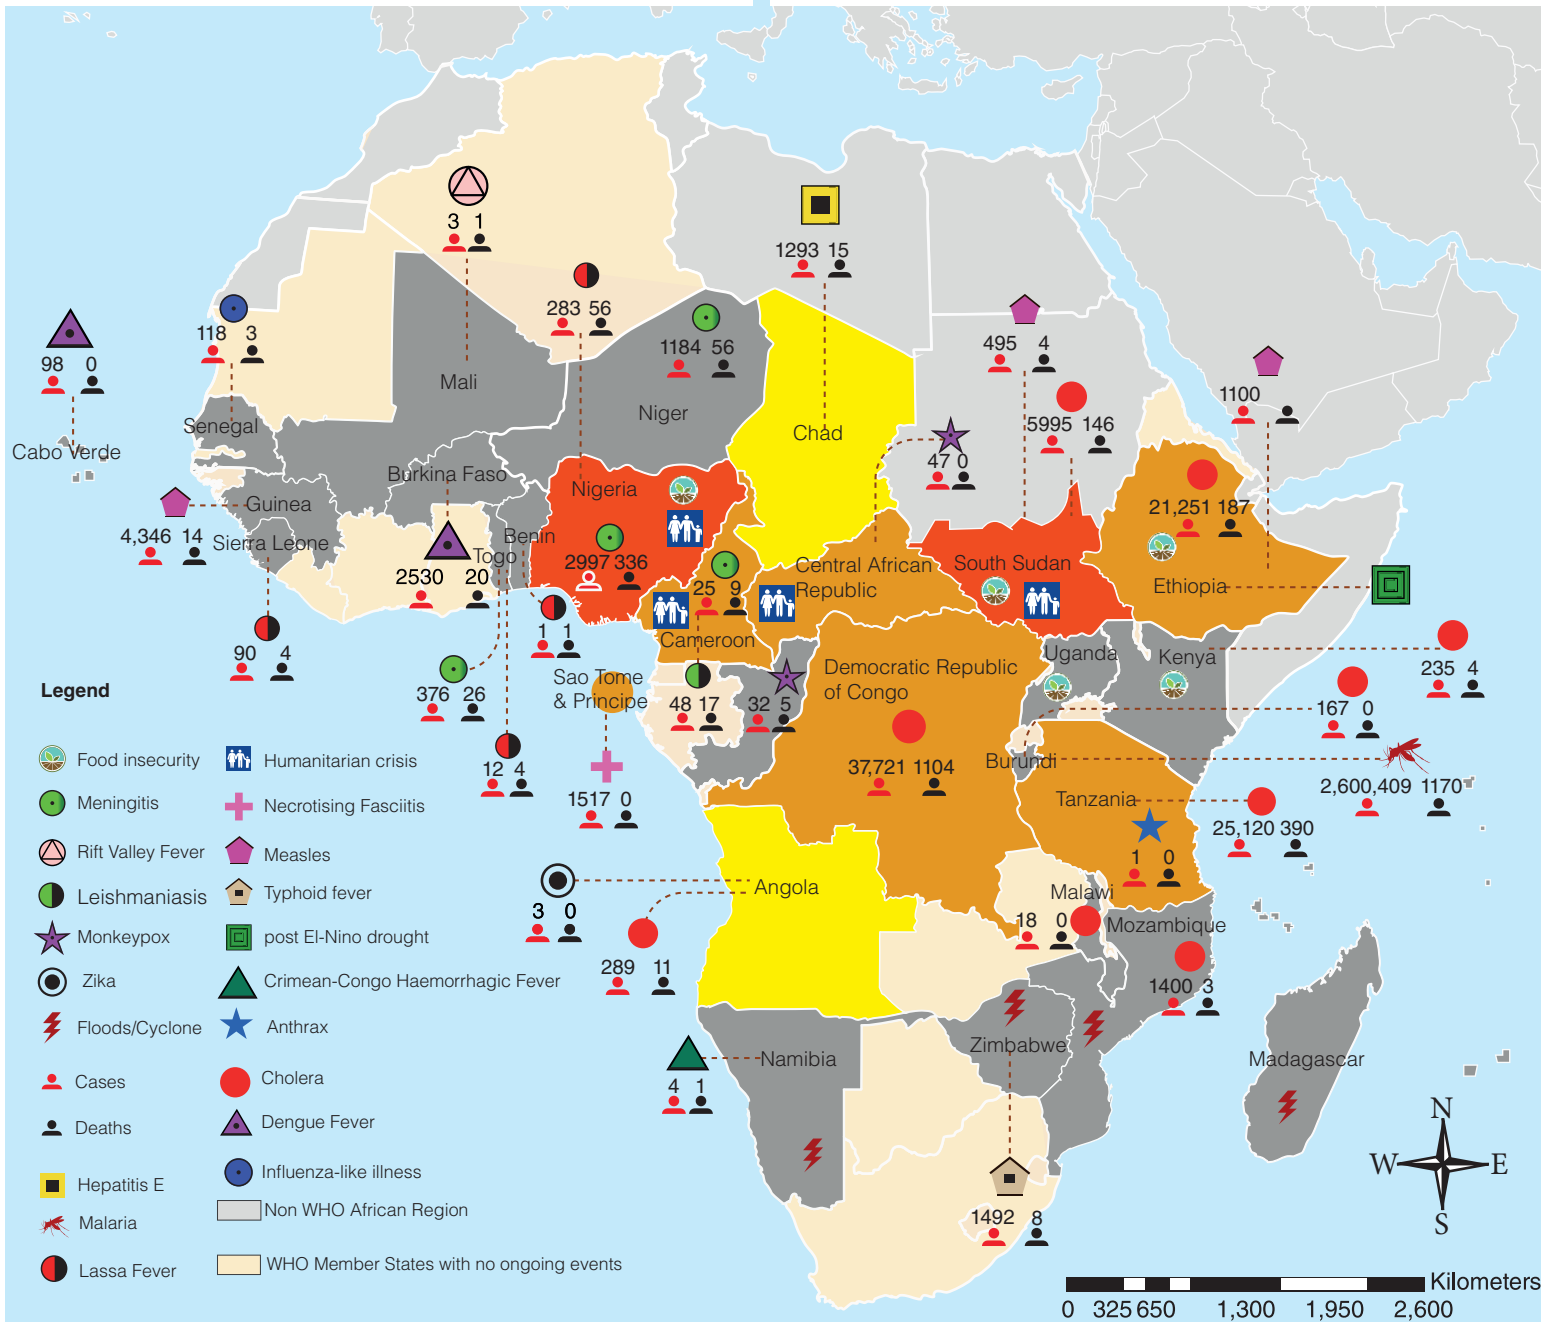 3 1
1293 15
283 56
1184 56
118 3
98 0
495 4
5995 146
1100
Mali
Niger
Chad
Senegal
Cabo Verde
47 0
Burkina Faso
Nigeria
Guinea
21,251 187
4,346 14
Sierra Leone
Benin
Togo
2997 336
Central African
Republic
South Sudan
Ethiopia
2530 20
25 9
Cameroon
1 1
90 4
Uganda
Kenya
Democratic Republic
of Congo
Sao Tome
& Principe
235 4
376 26
48 17
32 5
167 0
Burundi
12 4
37,721 1104
2,600,409 1170
1517 0
Tanzania
25,120 390
1 0
Angola
Malawi
3 0
18 0
Mozambique
289 11
1400 3
Zimbabwe
Namibia
Madagascar
4 1
1492 8
Legend
Food insecurity
Humanitarian crisis
Meningitis
Necrotising Fasciitis
Rift Valley Fever
Measles
Leishmaniasis
Typhoid fever
Monkeypox
post El-Nino drought
Zika
Crimean-Congo Haemorrhagic Fever
Floods/Cyclone
Anthrax
Cases
Cholera
Deaths
Dengue Fever
Hepatitis E
Influenza-like illness
Malaria
Non WHO African Region
Lassa Fever
WHO Member States with no ongoing events
N
W E
S
Kilometers
0 325 650 1,300 1,950 2,600